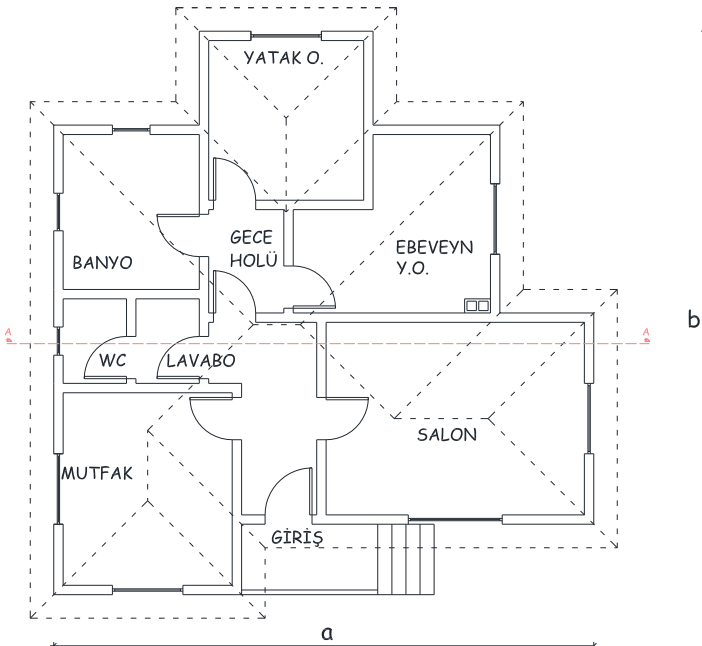 YATAK O.
GECE
HOLÜ
BANYO
EBEVEYN
Y.O.
b
A
A
WC
LAVABO
SALON
MUTFAK
GİRİŞ
a